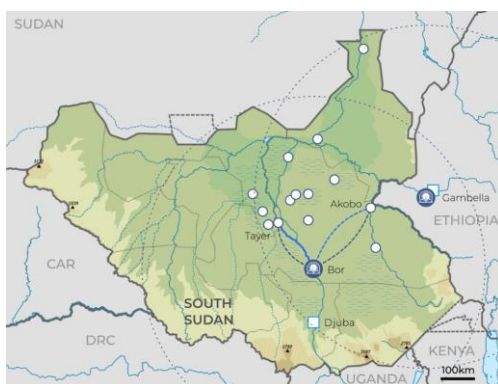 SUDAN
Gambella
Akobo
ETHIOPIA
Tayer
CAR
Bor
SOUTH
SUDAN
Djuba
DRC
KENYA
UGANDA
100km